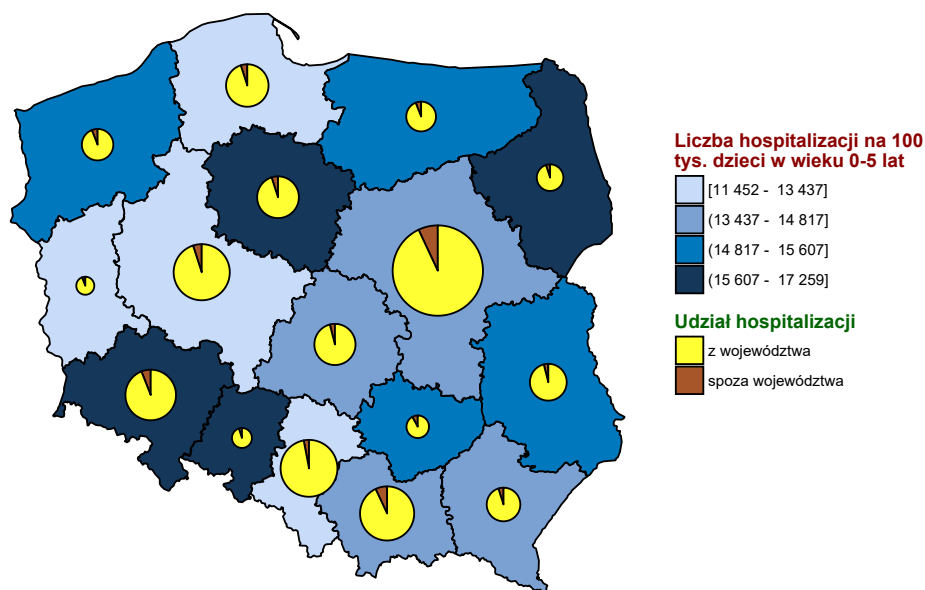 Liczba hospitalizacji na 100
tys. dzieci w wieku 0-5 lat
[11 452 - 13 437]
(13 437 - 14 817]
(14 817 - 15 607]
(15 607 - 17 259]
Udział hospitalizacji
z województwa
spoza województwa